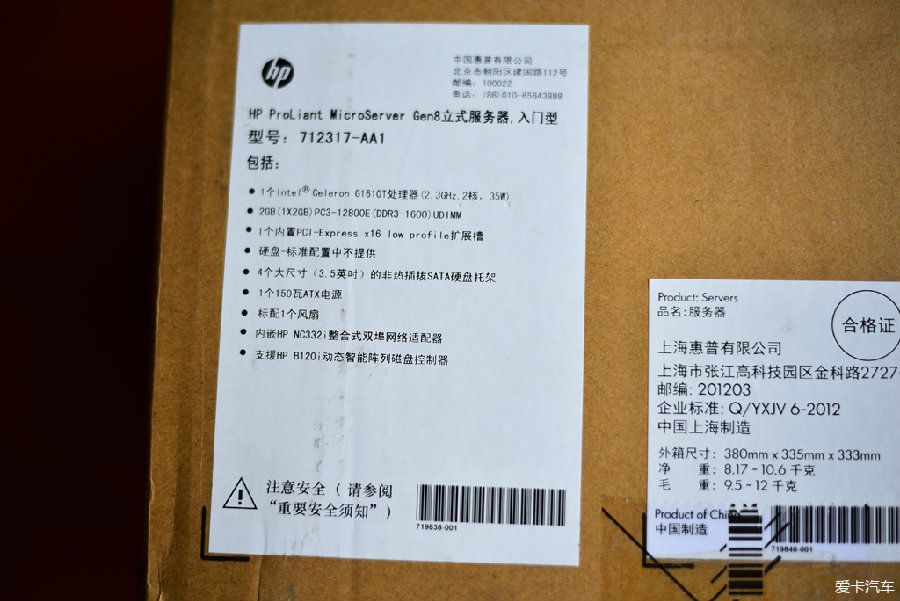 hp
中国惠普有限公司
北京市朝阳区建国路112号
邮编: 100022
电话: (86)010-65643888
HP ProLiant MicroServer Gen8立式服务器,入门型
型号: 712317-AA1
包括:
• 1个Intel® Celeron G1610T处理器(2.3GHz,2核, 35W)
• 2GB(1X2GB)PC3-12800E(DDR3-1600)UDIMM
• 1个内置PCI-Express x16 low profile扩展槽
• 硬盘-标准配置中不提供
• 4个大尺寸 (3.5英吋) 的非热插拔SATA硬盘托架
• 1个150瓦ATX电源
• 标配1个风扇
• 内嵌HP NC332i整合式双埠网络适配器
• 支援HP B120i动态智能阵列磁盘控制器
注意安全 ( 请参阅
“重要安全须知” )
719638-001
Product: Servers
品名: 服务器
合格证
上海惠普有限公司
上海市张江高科技园区金科路2727-
邮编: 201203
企业标准: Q/YXJV 6-2012
中国上海制造
外箱尺寸: 380mm x 335mm x 333mm
净 重: 8.17 - 10.6 千克
毛 重: 9.5 - 12 千克
Product of China
中国制造
719640-001
爱卡汽车